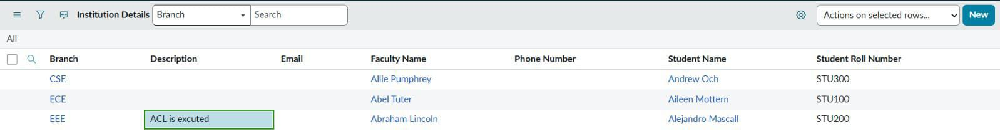 Institution Details Branch Search Actions on selected rows... New
All
Branch Description Email Faculty Name Phone Number Student Name Student Roll Number
CSE Allie Pumphrey Andrew Och STU300
ECE Abel Tuter Aileen Mottern STU100
EEE ACL is excuted Abraham Lincoln Alejandro Mascall STU200